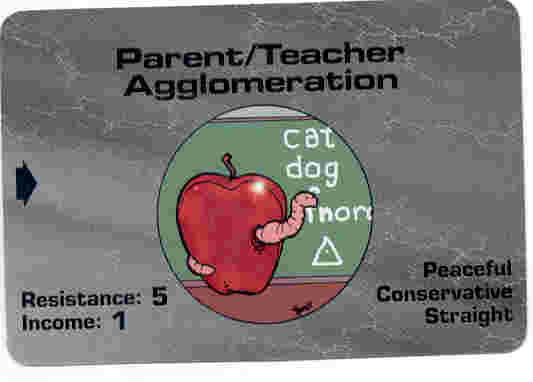 Parent/Teacher
Agglomeration
cat
dog
Resistance: 5
Income: 1
Peaceful
Conservative
Straight